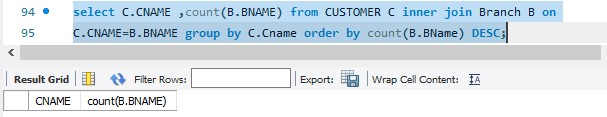 94 select C.CNAME ,count(B.BNAME) from CUSTOMER C inner join Branch B on
95 C.CNAME=B.BNAME group by C.Cname order by count(B.BName) DESC;
Result Grid Filter Rows: Export: Wrap Cell Content: IA
CNAME count(B.BNAME)